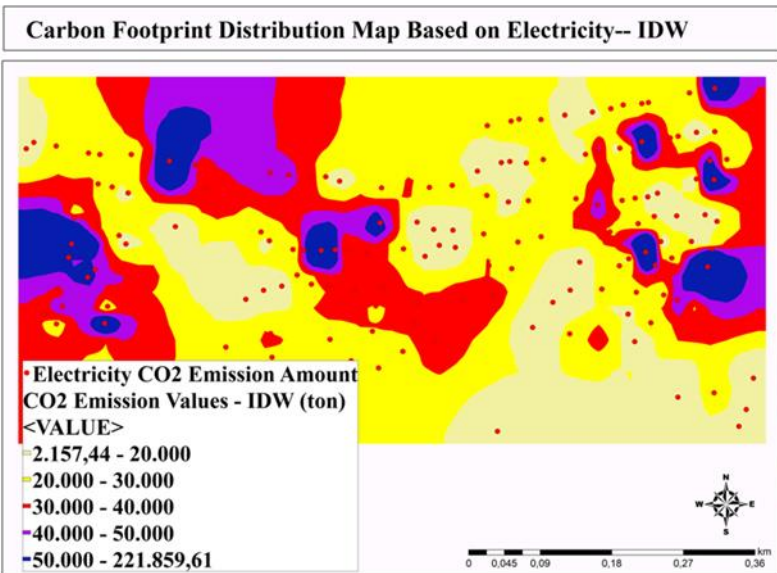 Carbon Footprint Distribution Map Based on Electricity-- IDW
Electricity CO2 Emission Amount
CO2 Emission Values - IDW (ton)
<VALUE>
2.157,44 - 20.000
20.000 - 30.000
30.000 - 40.000
40.000 - 50.000
50.000 - 221.859,61
N
W E
S
km
0 0,045 0,09 0,18 0,27 0,36